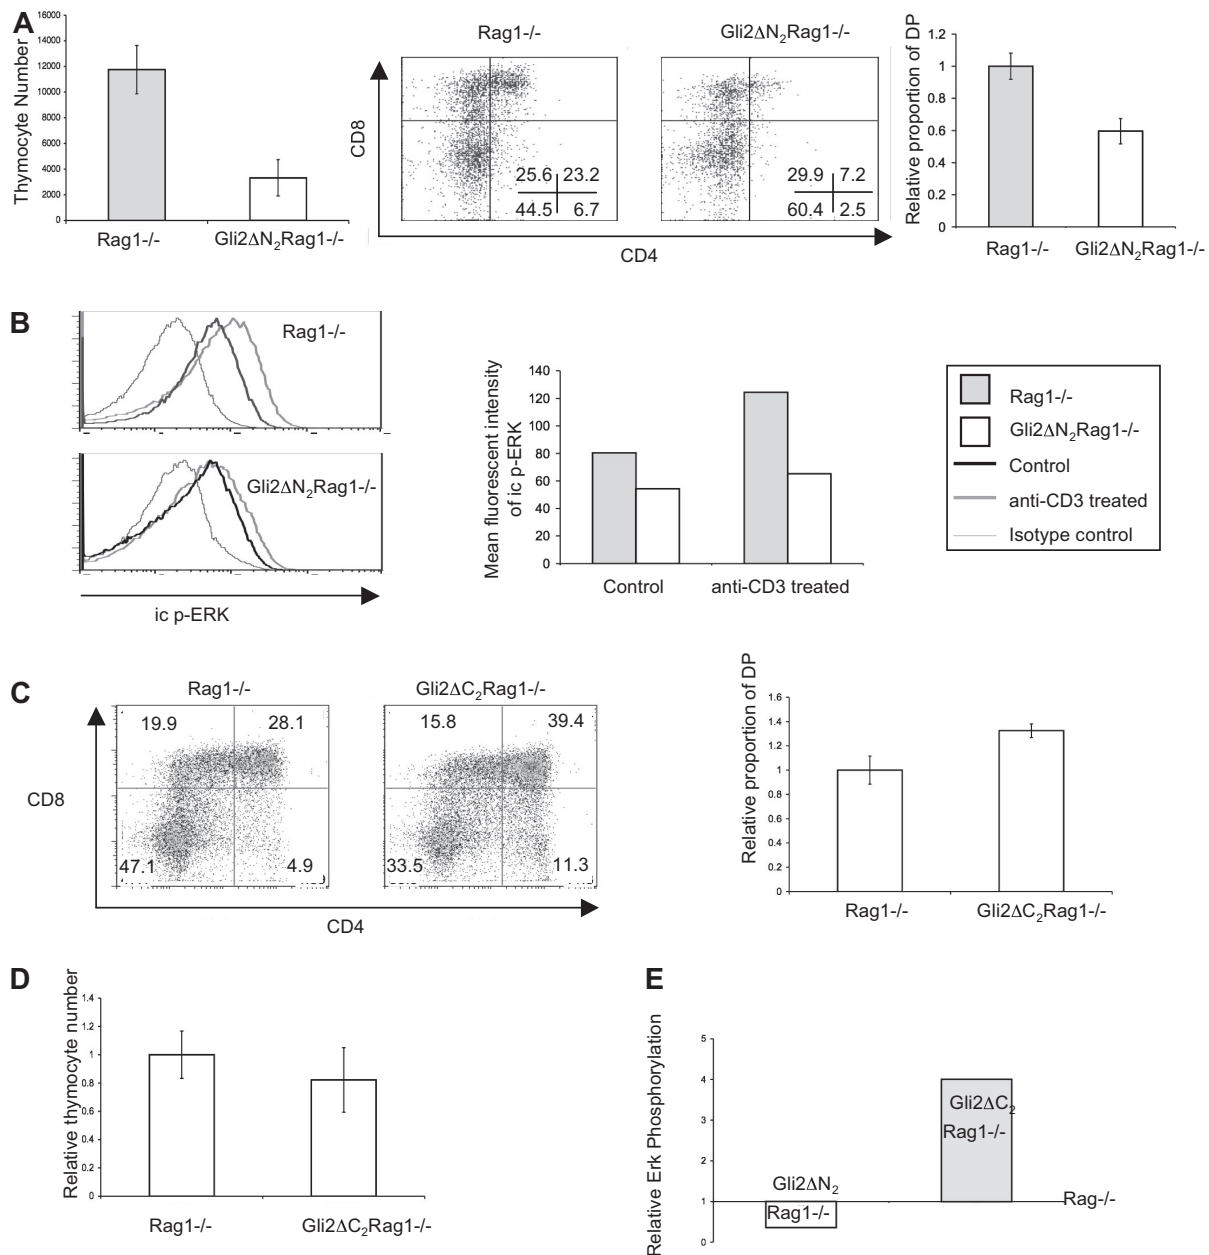 A
Thymocyte Number
16000
14000
12000
10000
8000
6000
4000
2000
0
Rag1-/-
Gli2ΔN₂Rag1-/-
CD8
Rag1-/-
25.6 23.2
44.5 6.7
Gli2ΔN₂Rag1-/-
29.9 7.2
60.4 2.5
CD4
Relative proportion of DP
1.2
1
0.8
0.6
0.4
0.2
0
Rag1-/-
Gli2ΔN₂Rag1-/-
B
Rag1-/-
Gli2ΔN₂Rag1-/-
ic p-ERK
Mean fluorescent intensity
of ic p-ERK
140
120
100
80
60
40
20
0
Control
anti-CD3 treated
Rag1-/-
Gli2ΔN₂Rag1-/-
Control
anti-CD3 treated
Isotype control
C
CD8
Rag1-/-
19.9 28.1
47.1 4.9
Gli2ΔC₂Rag1-/-
15.8 39.4
33.5 11.3
CD4
Relative proportion of DP
1.6
1.4
1.2
1
0.8
0.6
0.4
0.2
0
Rag1-/-
Gli2ΔC₂Rag1-/-
D
Relative thymocyte number
1.4
1.2
1
0.8
0.6
0.4
0.2
0
Rag1-/-
Gli2ΔC₂Rag1-/-
E
Relative Erk Phosphorylation
5
4
3
2
1
0
Gli2ΔN₂
Rag1-/-
Gli2ΔC₂
Rag1-/-
Rag-/-